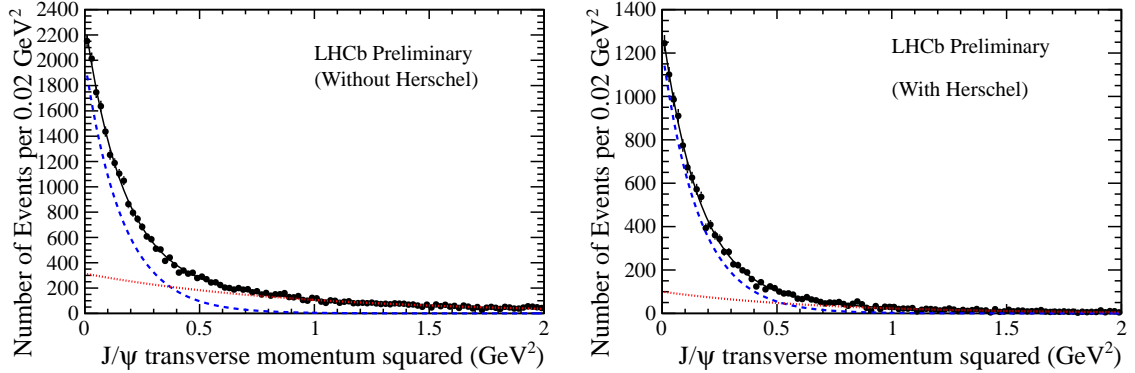 Number of Events per 0.02 GeV²
2400
2200
2000
1800
1600
1400
1200
1000
800
600
400
200
0
LHCb Preliminary
(Without Herschel)
0 0.5 1 1.5 2
J/ψ transverse momentum squared (GeV²)
Number of Events per 0.02 GeV²
1400
1200
1000
800
600
400
200
0
LHCb Preliminary
(With Herschel)
0 0.5 1 1.5 2
J/ψ transverse momentum squared (GeV²)